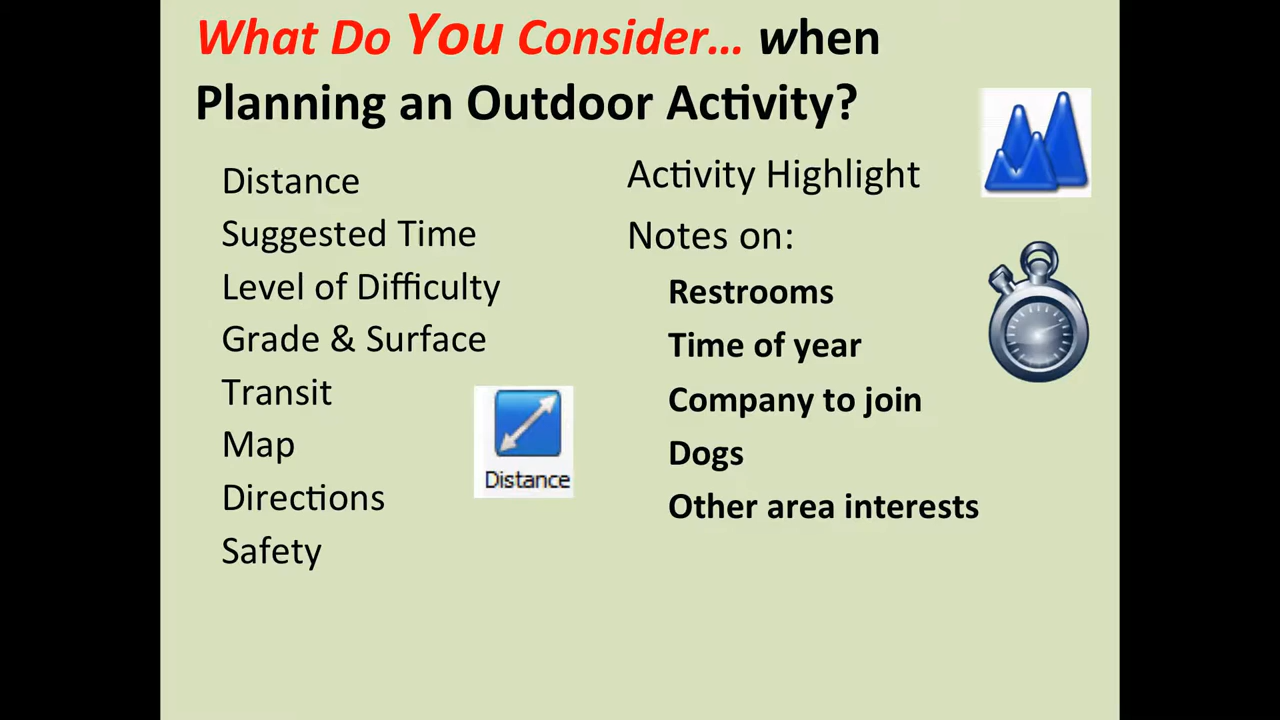 What Do You Consider... when
Planning an Outdoor Activity?
Distance
Suggested Time
Level of Difficulty
Grade & Surface
Transit
Map
Directions
Safety
Distance
Activity Highlight
Notes on:
Restrooms
Time of year
Company to join
Dogs
Other area interests